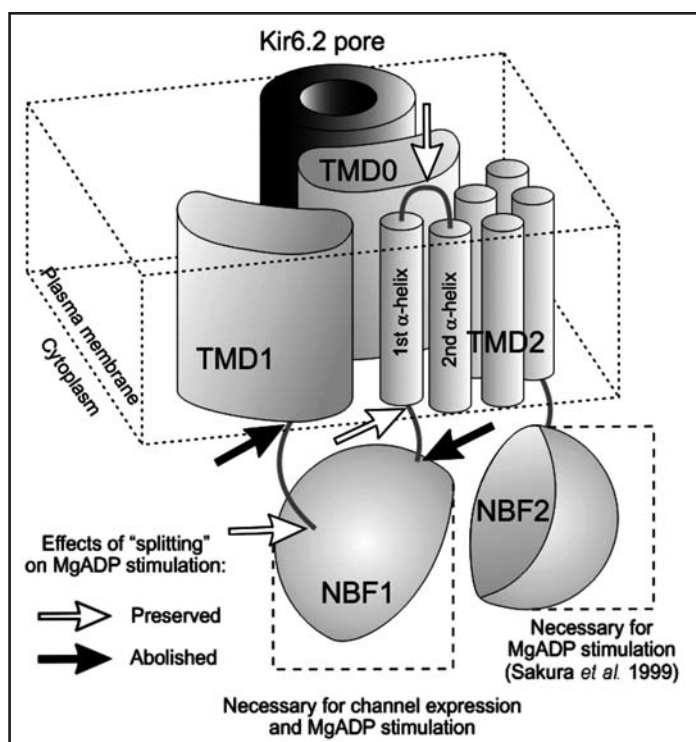 Kir6.2 pore
TMD0
Plasma membrane
Cytoplasm
TMD1
1st α-helix
2nd α-helix
TMD2
NBF1
NBF2
Effects of “splitting”
on MgADP stimulation:
Preserved
Abolished
Necessary for
MgADP stimulation
(Sakura et al. 1999)
Necessary for channel expression
and MgADP stimulation